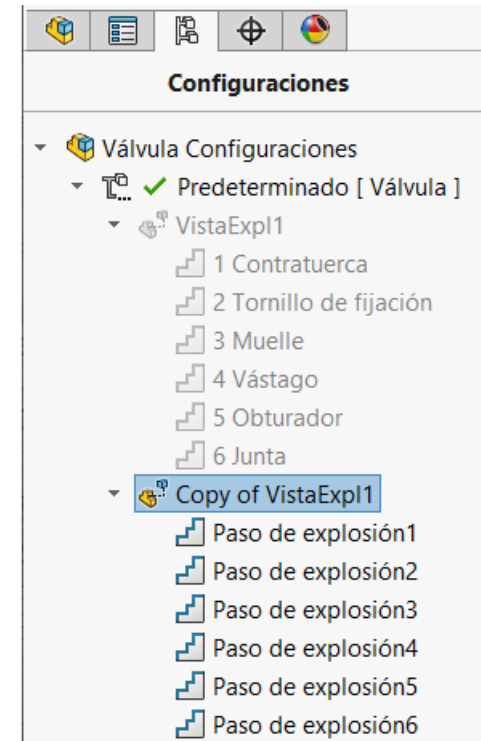 Configuraciones
Válvula Configuraciones
Predeterminado [ Válvula ]
VistaExpl1
1 Contratuerca
2 Tornillo de fijación
3 Muelle
4 Vástago
5 Obturador
6 Junta
Copy of VistaExpl1
Paso de explosión1
Paso de explosión2
Paso de explosión3
Paso de explosión4
Paso de explosión5
Paso de explosión6